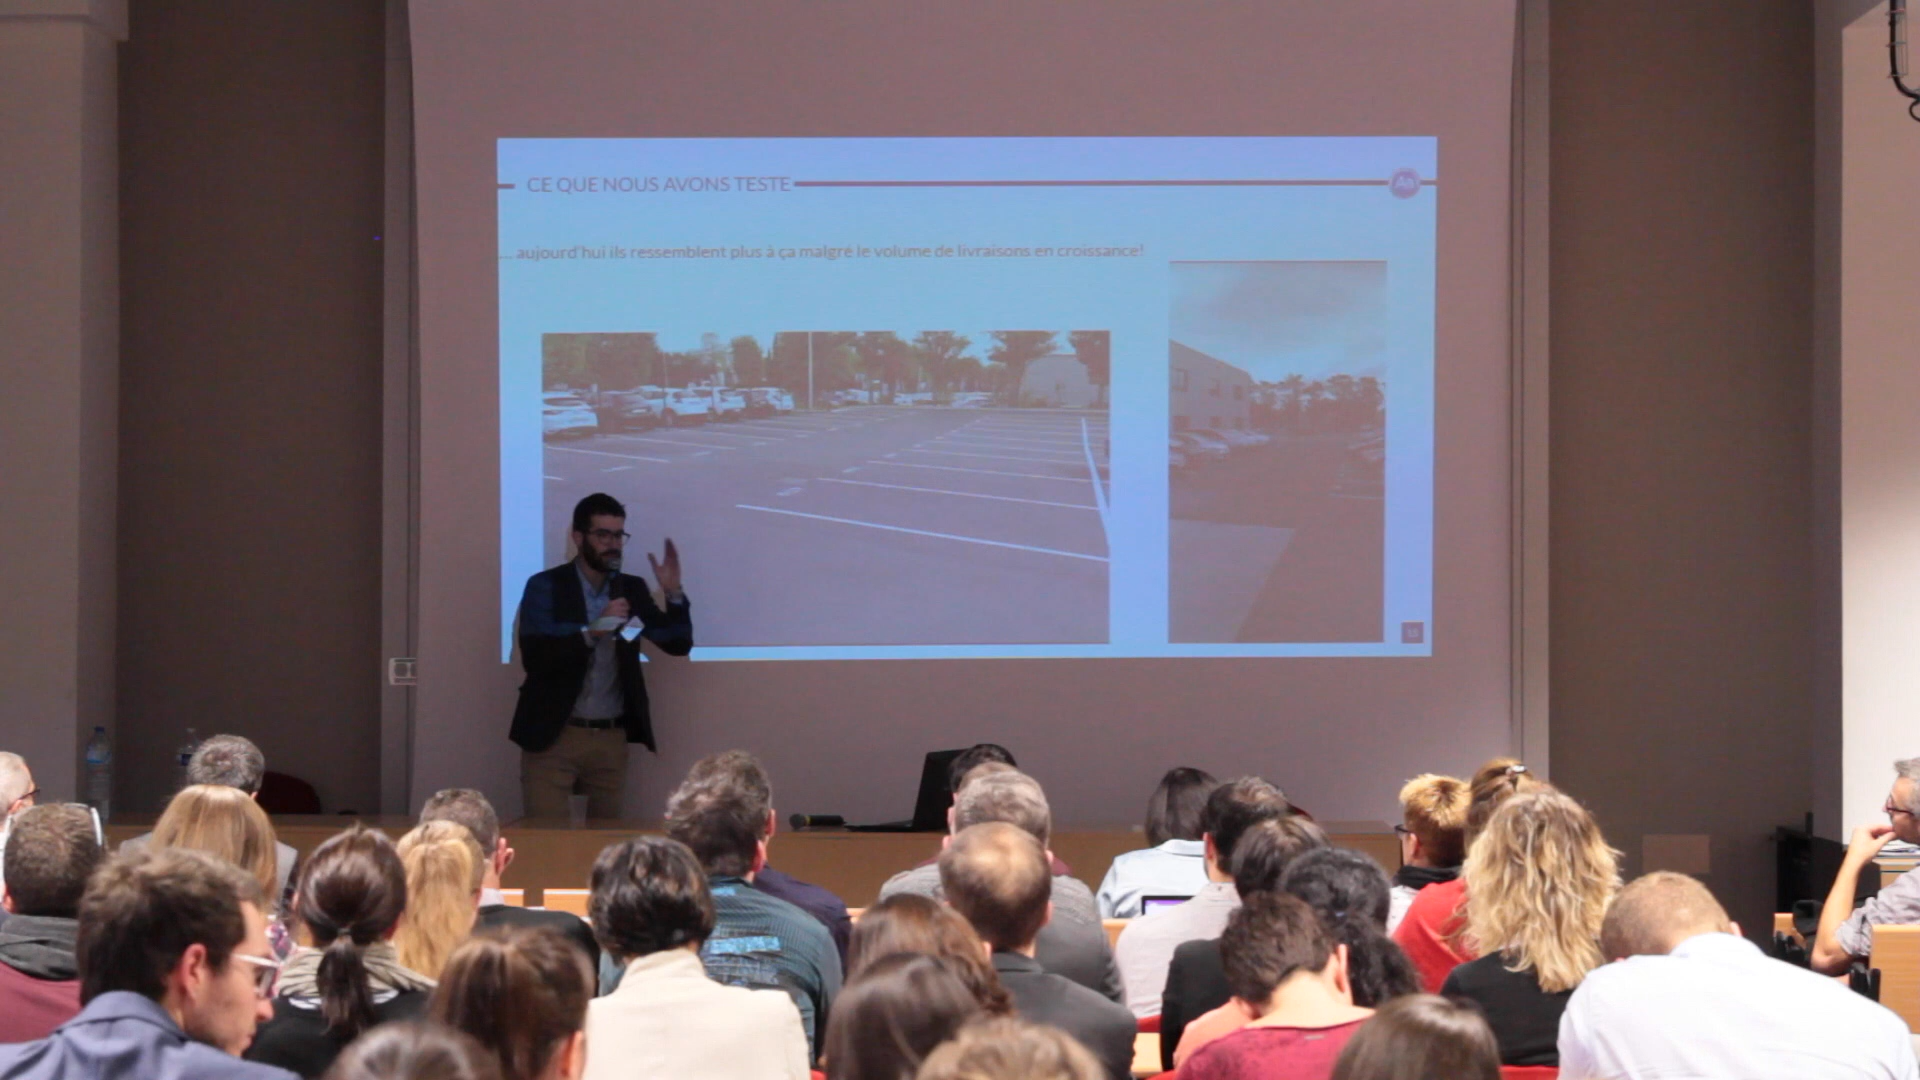 CE QUE NOUS AVONS TESTE
... aujourd'hui ils ressemblent plus à ça malgré le volume de livraisons en croissance!